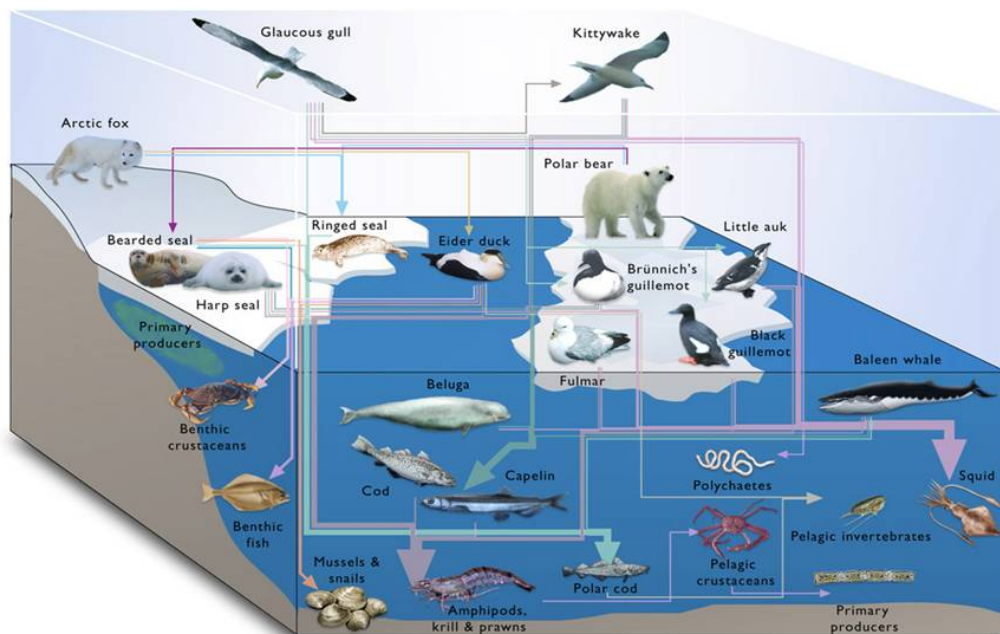 Glaucous gull
Kittywake
Arctic fox
Polar bear
Ringed seal
Little auk
Bearded seal
Eider duck
Brünnich's
guillemot
Harp seal
Primary
producers
Black
guillemot
Fulmar
Baleen whale
Beluga
Benthic
crustaceans
Cod
Capelin
Polychaetes
Squid
Benthic
fish
Pelagic invertebrates
Mussels &
snails
Pelagic
crustaceans
Polar cod
Amphipods,
krill & prawns
Primary
producers